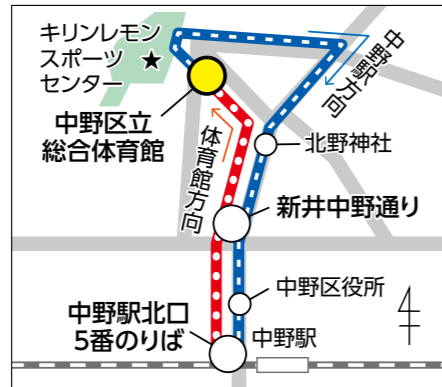 キリンレモン
スポーツ
センター
中野区立
総合体育館
中野駅方向
体育館方向
北野神社
新井中野通り
中野区役所
中野駅北口
5番のりば
中野駅